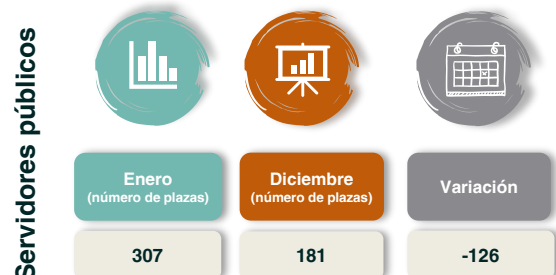 Servidores públicos
Enero
(número de plazas)
Diciembre
(número de plazas)
Variación
307
181
-126